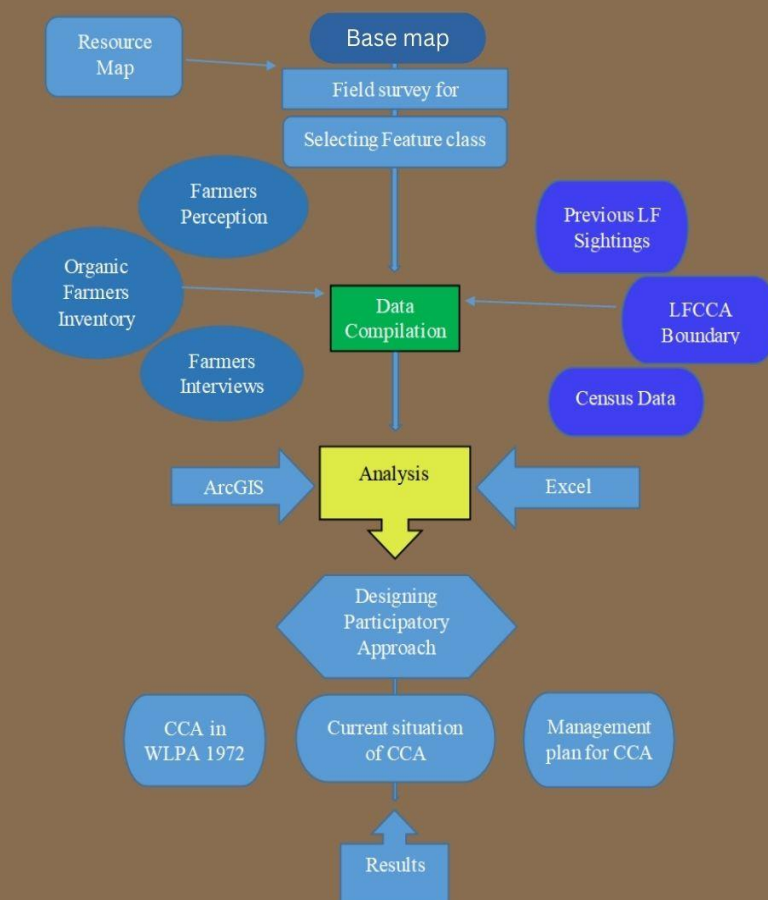 Resource
Map
Base map
Field survey for
Selecting Feature class
Farmers
Perception
Organic
Farmers
Inventory
Farmers
Interviews
Data
Compilation
Previous LF
Sightings
LFCCA
Boundary
Census Data
ArcGIS
Analysis
Excel
Designing
Participatory
Approach
CCA in
WLPA 1972
Current situation
of CCA
Management
plan for CCA
Results